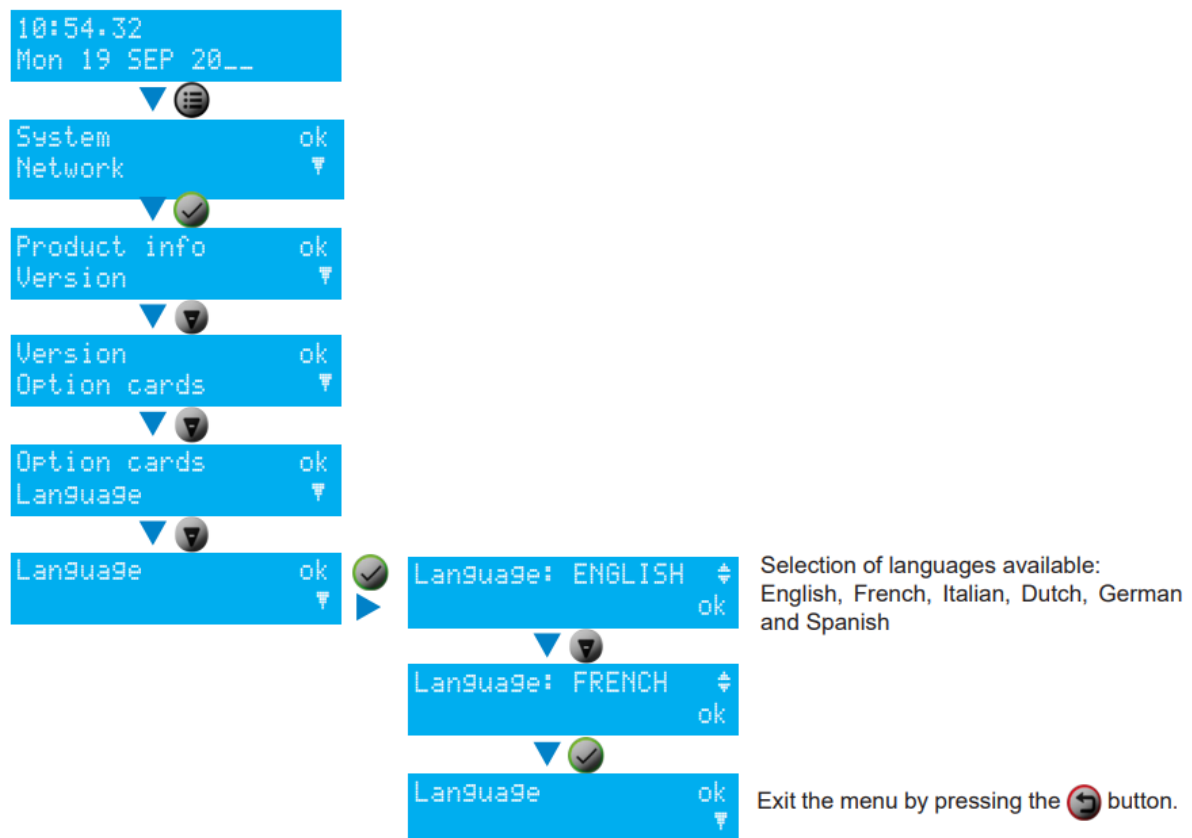 10:54.32
Mon 19 SEP 20__
System ok
Network
Product info ok
Version
Version ok
Option cards
Option cards ok
Language
Language ok
Language: ENGLISH
ok
Selection of languages available:
English, French, Italian, Dutch, German
and Spanish
Language: FRENCH
ok
Language ok
Exit the menu by pressing the button.